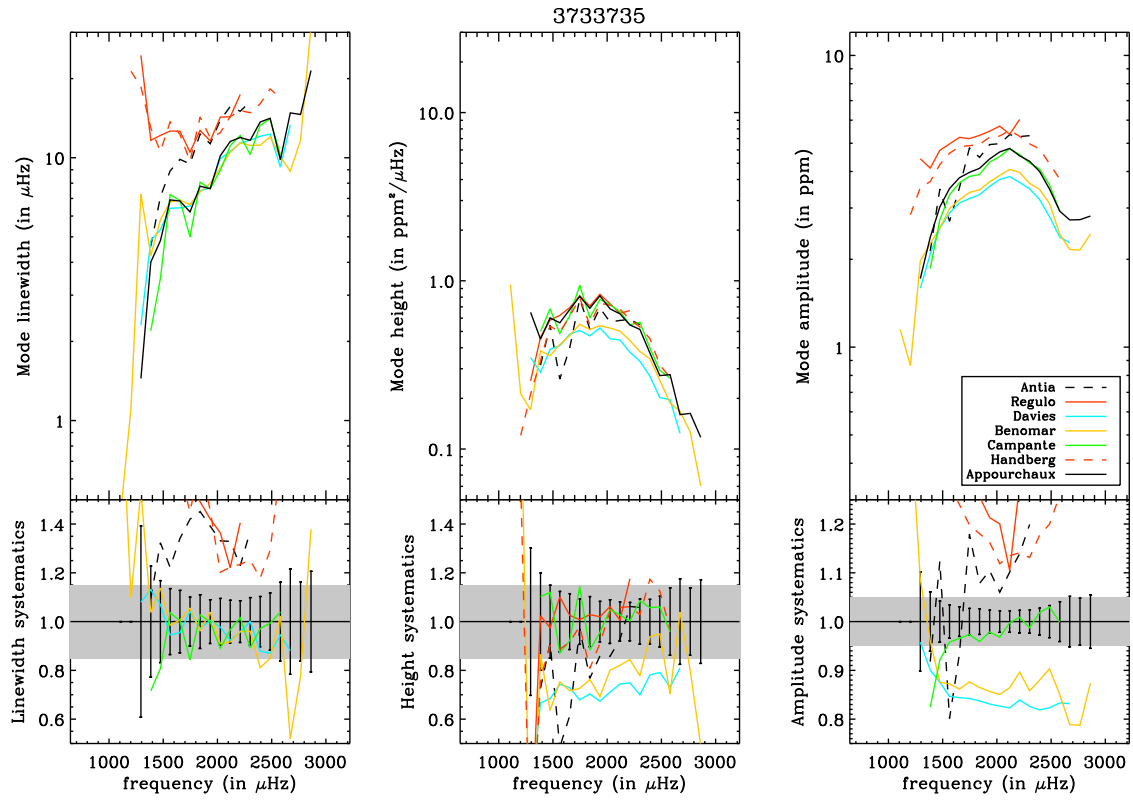 3733735
Mode linewidth (in μHz)
10
1
Linewidth systematics
1.4
1.2
1.0
0.8
0.6
1000 1500 2000 2500 3000
frequency (in μHz)
Mode height (in ppm²/μHz)
10.0
1.0
0.1
Height systematics
1.4
1.2
1.0
0.8
0.6
1000 1500 2000 2500 3000
frequency (in μHz)
Mode amplitude (in ppm)
10
1
Antia
Regulo
Davies
Benomar
Campante
Handberg
Appourchaux
Amplitude systematics
1.2
1.1
1.0
0.9
0.8
1000 1500 2000 2500 3000
frequency (in μHz)